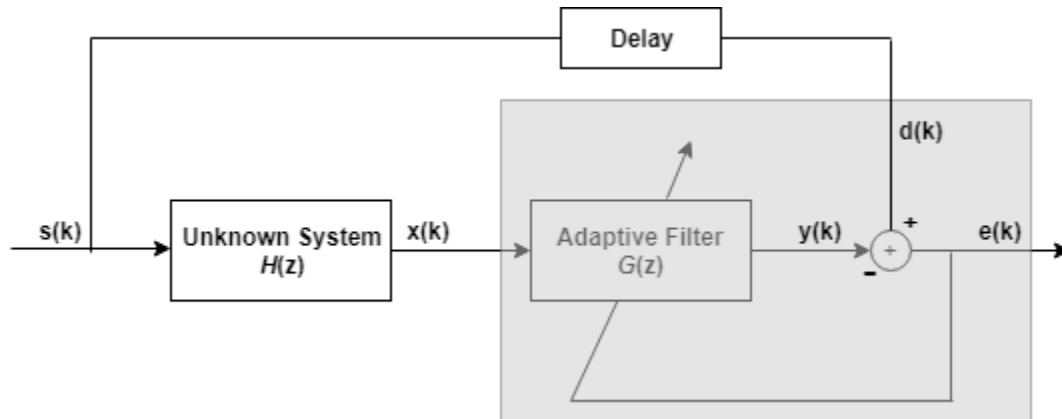 Delay
d(k)
s(k)
Unknown System
H(z)
x(k)
Adaptive Filter
G(z)
y(k)
+
+
-
e(k)